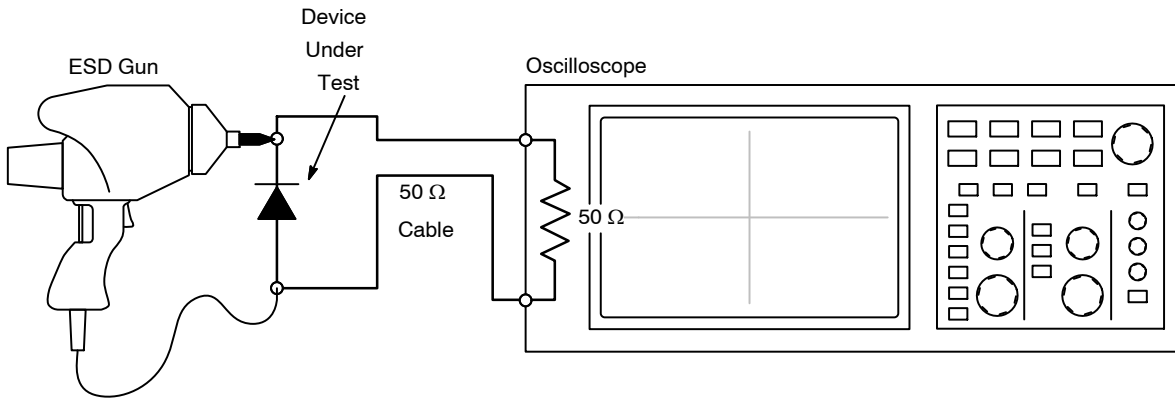 Device
Under
Test
ESD Gun
Oscilloscope
50 Ω
Cable
50 Ω